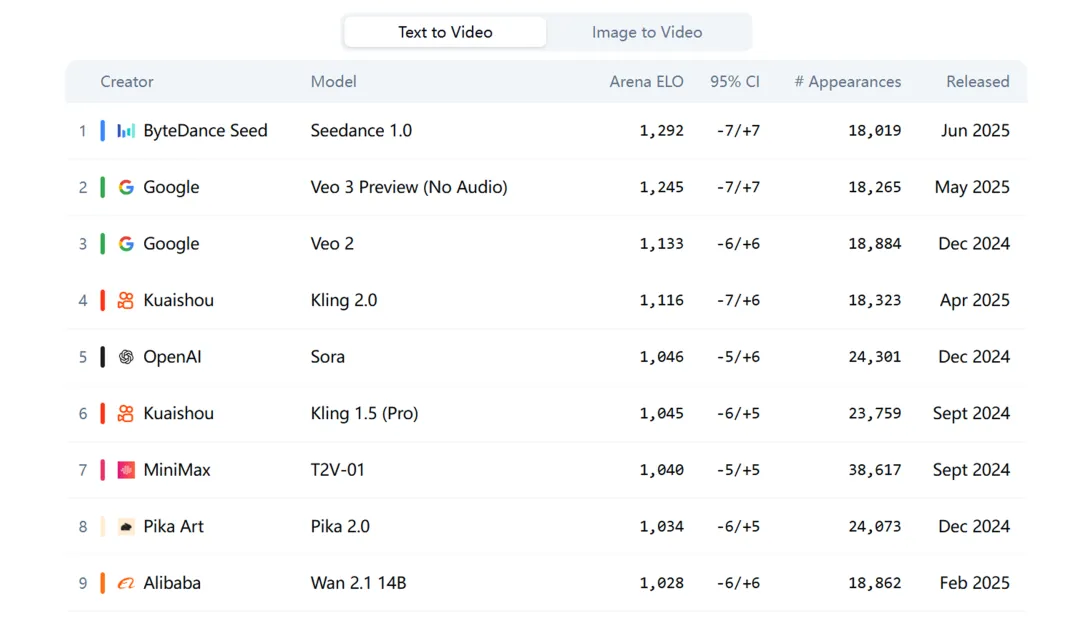 Text to Video Image to Video
Creator Model Arena ELO 95% CI # Appearances Released
1 ByteDance Seed Seedance 1.0 1,292 -7/+7 18,019 Jun 2025
2 Google Veo 3 Preview (No Audio) 1,245 -7/+7 18,265 May 2025
3 Google Veo 2 1,133 -6/+6 18,884 Dec 2024
4 Kuaishou Kling 2.0 1,116 -7/+6 18,323 Apr 2025
5 OpenAI Sora 1,046 -5/+6 24,301 Dec 2024
6 Kuaishou Kling 1.5 (Pro) 1,045 -6/+5 23,759 Sept 2024
7 MiniMax T2V-01 1,040 -5/+5 38,617 Sept 2024
8 Pika Art Pika 2.0 1,034 -6/+5 24,073 Dec 2024
9 Alibaba Wan 2.1 14B 1,028 -6/+6 18,862 Feb 2025